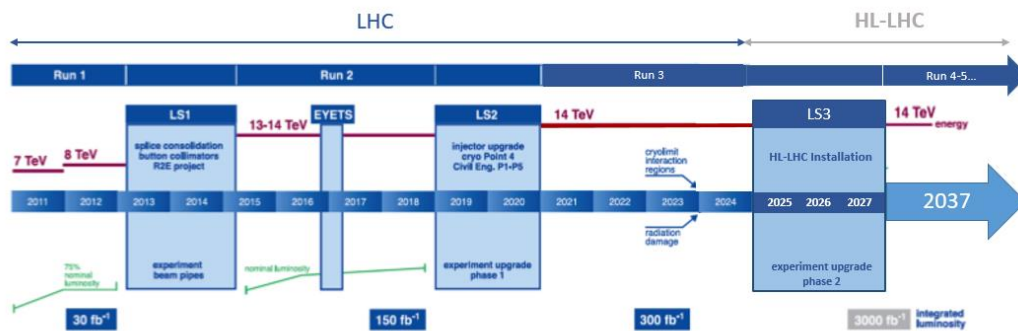 LHC
HL-LHC
Run 1
Run 2
Run 3
Run 4-5...
LS1
EYETS
LS2
14 TeV
LS3
14 TeV
13-14 TeV
energy
splice consolidation
button collimators
R2E project
injector upgrade
cryo Point 4
Civil Eng. P1-P5
7 TeV
8 TeV
cryolimit
interaction
regions
HL-LHC Installation
2011
2012
2013
2014
2015
2016
2017
2018
2019
2020
2021
2022
2023
2024
2025
2026
2027
2037
radiation
damage
75%
nominal
luminosity
experiment
beam pipes
nominal luminosity
experiment upgrade
phase 1
experiment upgrade
phase 2
30 fb⁻¹
150 fb⁻¹
300 fb⁻¹
3000 fb⁻¹
integrated
luminosity